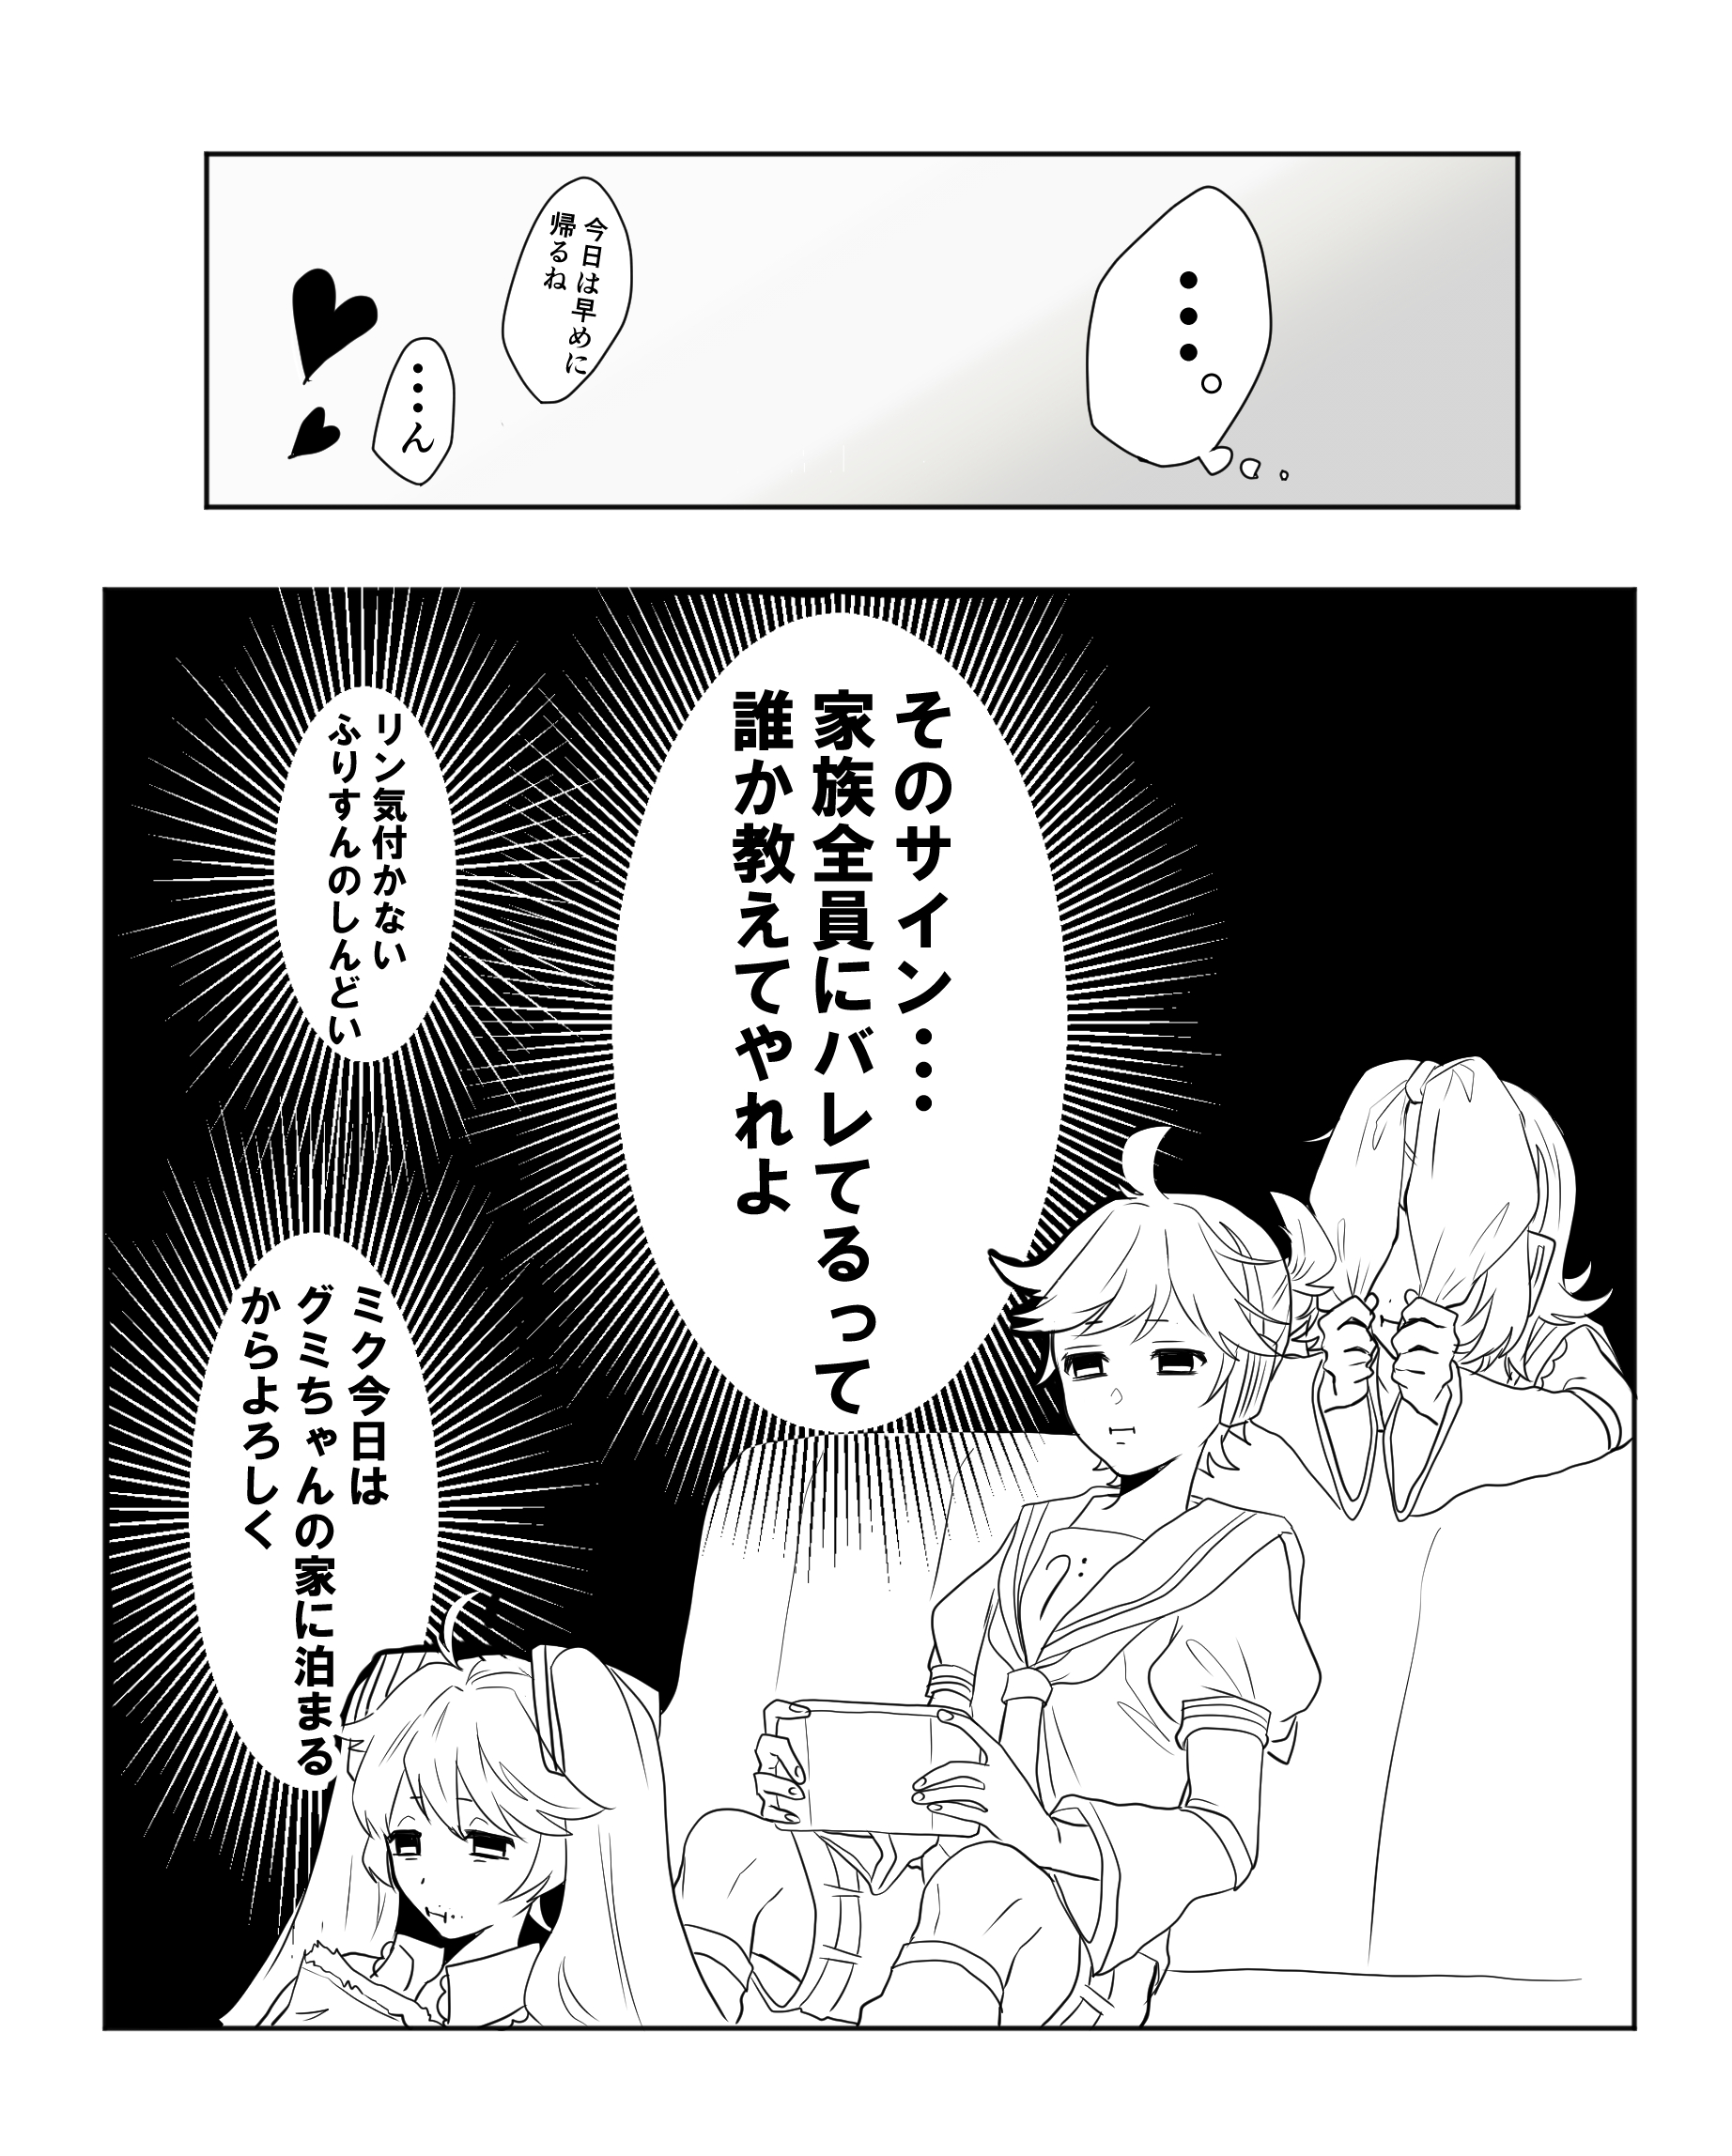 ・・・。
今日は早めに
帰るね
・・・ん
そのサイン・・・
家族全員にバレてるって
誰か教えてやれよ
リン気付かない
ふりすんのしんどい
ミク今日は
グミちゃんの家に泊まる
からよろしく